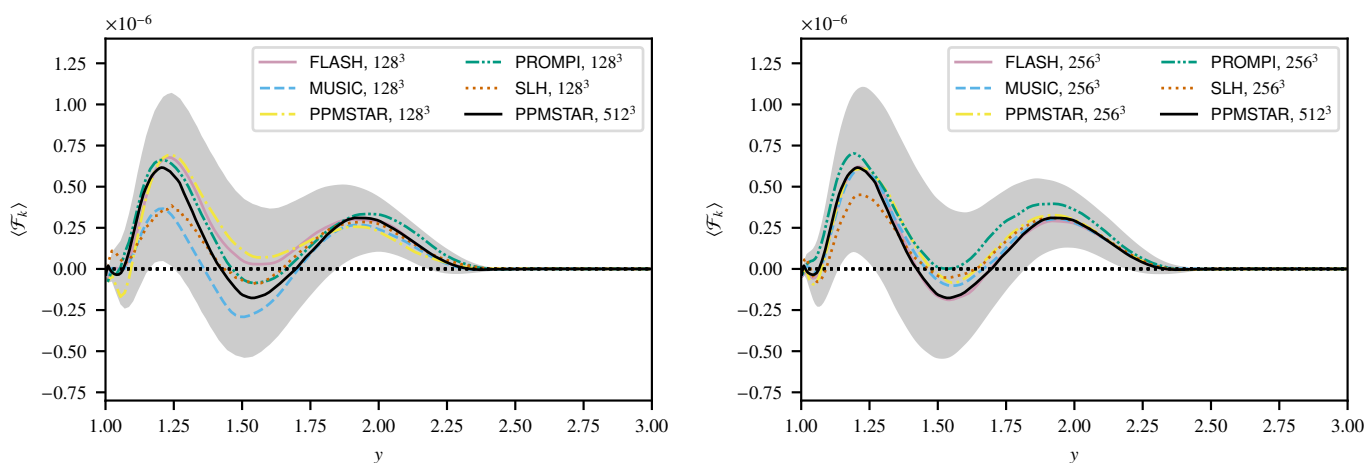 ×10⁻⁶
1.25
1.00
0.75
0.50
0.25
0.00
−0.25
−0.50
−0.75
⟨ℱₖ⟩
FLASH, 128³
MUSIC, 128³
PPMSTAR, 128³
PROMPI, 128³
SLH, 128³
PPMSTAR, 512³
1.00 1.25 1.50 1.75 2.00 2.25 2.50 2.75 3.00
y
×10⁻⁶
1.25
1.00
0.75
0.50
0.25
0.00
−0.25
−0.50
−0.75
⟨ℱₖ⟩
FLASH, 256³
MUSIC, 256³
PPMSTAR, 256³
PROMPI, 256³
SLH, 256³
PPMSTAR, 512³
1.00 1.25 1.50 1.75 2.00 2.25 2.50 2.75 3.00
y